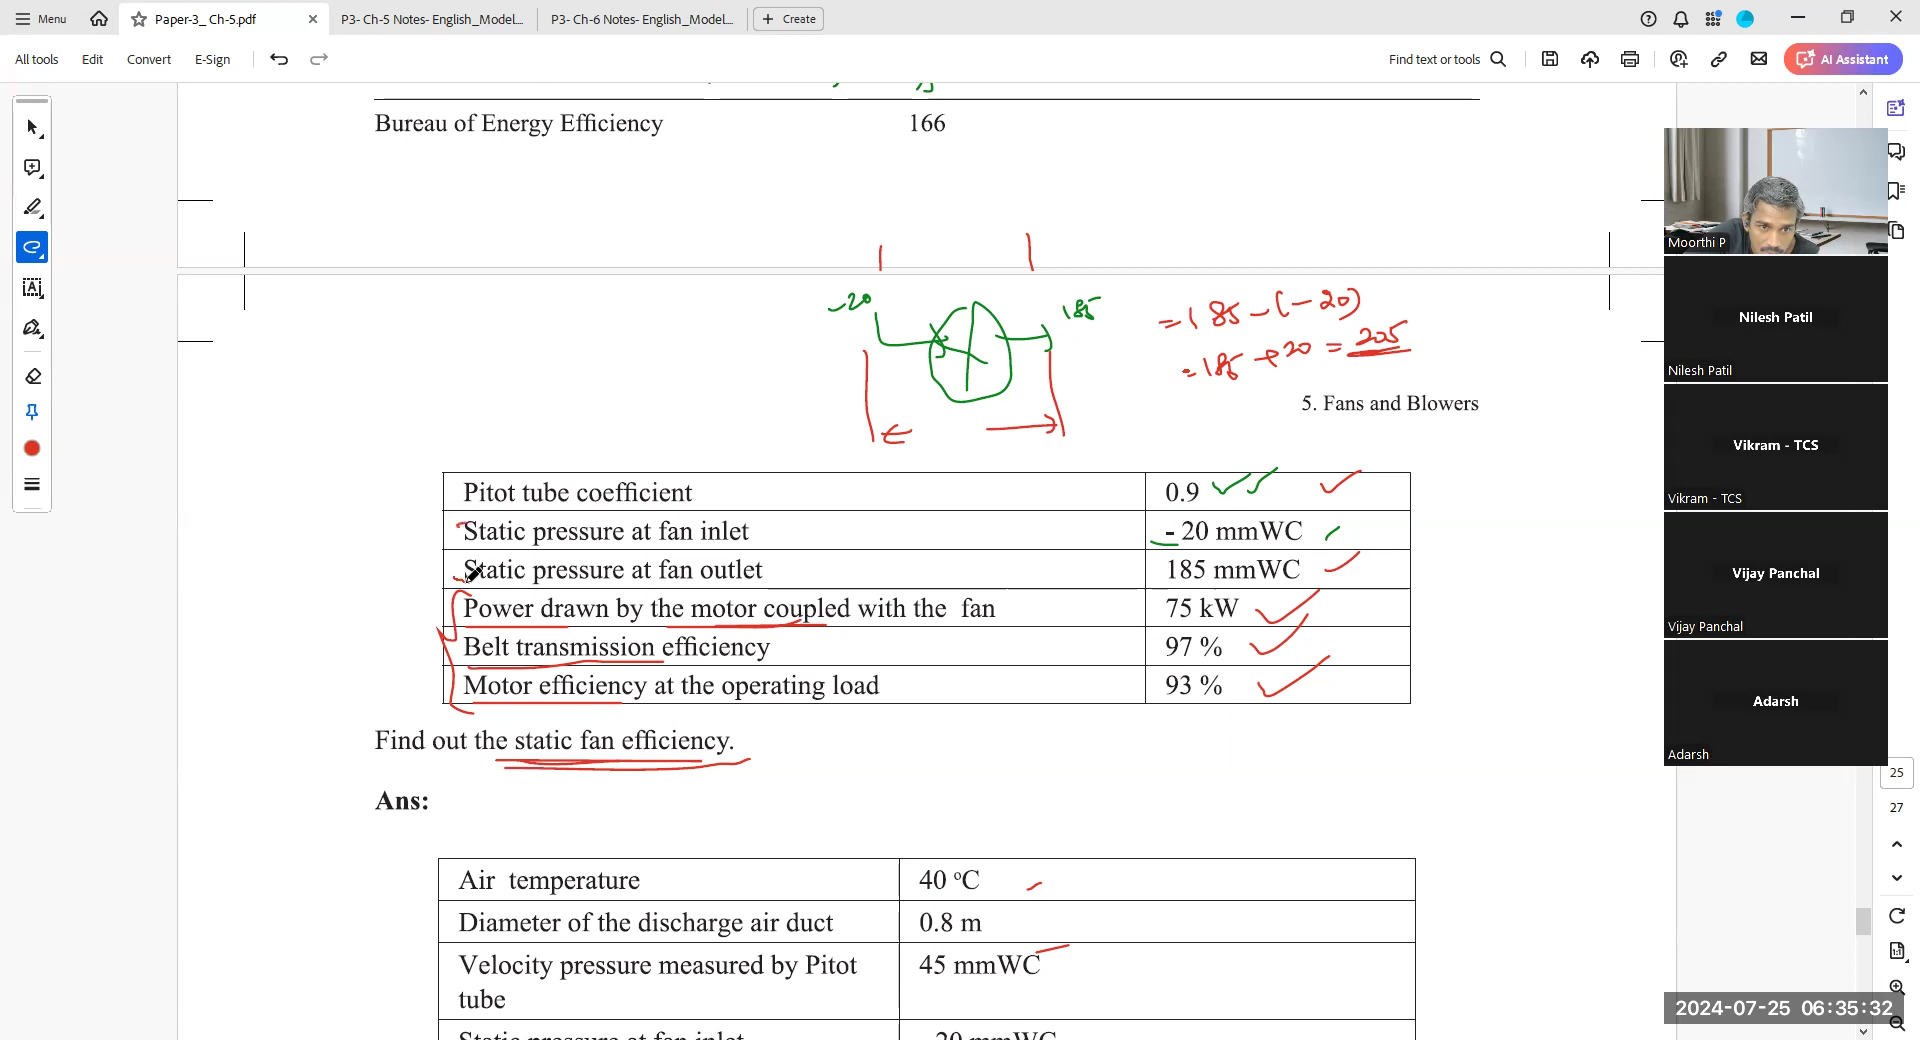 Menu
Paper-3_ Ch-5.pdf
P3- Ch-5 Notes- English_Model...
P3- Ch-6 Notes- English_Model...
+ Create
All tools
Edit
Convert
E-Sign
Find text or tools
AI Assistant
Bureau of Energy Efficiency 166
-20
185
= 185 - (-20)
= 185 + 20 = 205
5. Fans and Blowers
Pitot tube coefficient 0.9
Static pressure at fan inlet - 20 mmWC
Static pressure at fan outlet 185 mmWC
Power drawn by the motor coupled with the fan 75 kW
Belt transmission efficiency 97 %
Motor efficiency at the operating load 93 %
Find out the static fan efficiency.
Ans:
Air temperature 40 °C
Diameter of the discharge air duct 0.8 m
Velocity pressure measured by Pitot tube 45 mmWC
Static pressure at fan inlet -20 mmWC
Moorthi P
Nilesh Patil
Nilesh Patil
Vikram - TCS
Vikram - TCS
Vijay Panchal
Vijay Panchal
Adarsh
Adarsh
25
27
2024-07-25 06:35:32